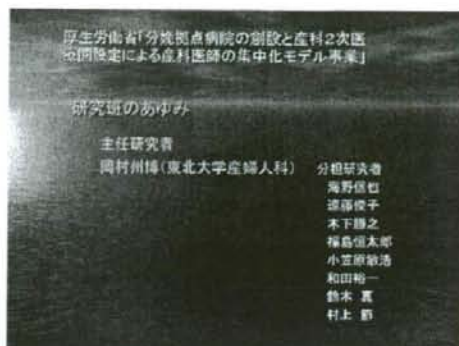 厚生労働省「分娩拠点病院の創設と産科2次医
療圏設定による産科医師の集中化モデル事業」
研究班のあゆみ
主任研究者
岡村州博(東北大学産婦人科)
分担研究者
海野信也
遠藤俊子
木下勝之
福島恒太郎
小笠原敏浩
和田裕一
鈴木 真
村上 節